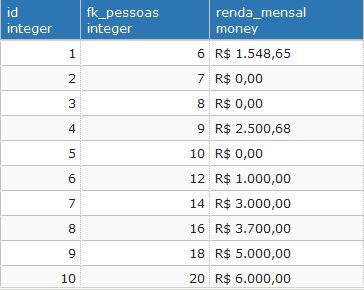 id fk_pessoas renda_mensal
integer integer money
1 6 R$ 1.548,65
2 7 R$ 0,00
3 8 R$ 0,00
4 9 R$ 2.500,68
5 10 R$ 0,00
6 12 R$ 1.000,00
7 14 R$ 3.000,00
8 16 R$ 3.700,00
9 18 R$ 5.000,00
10 20 R$ 6.000,00